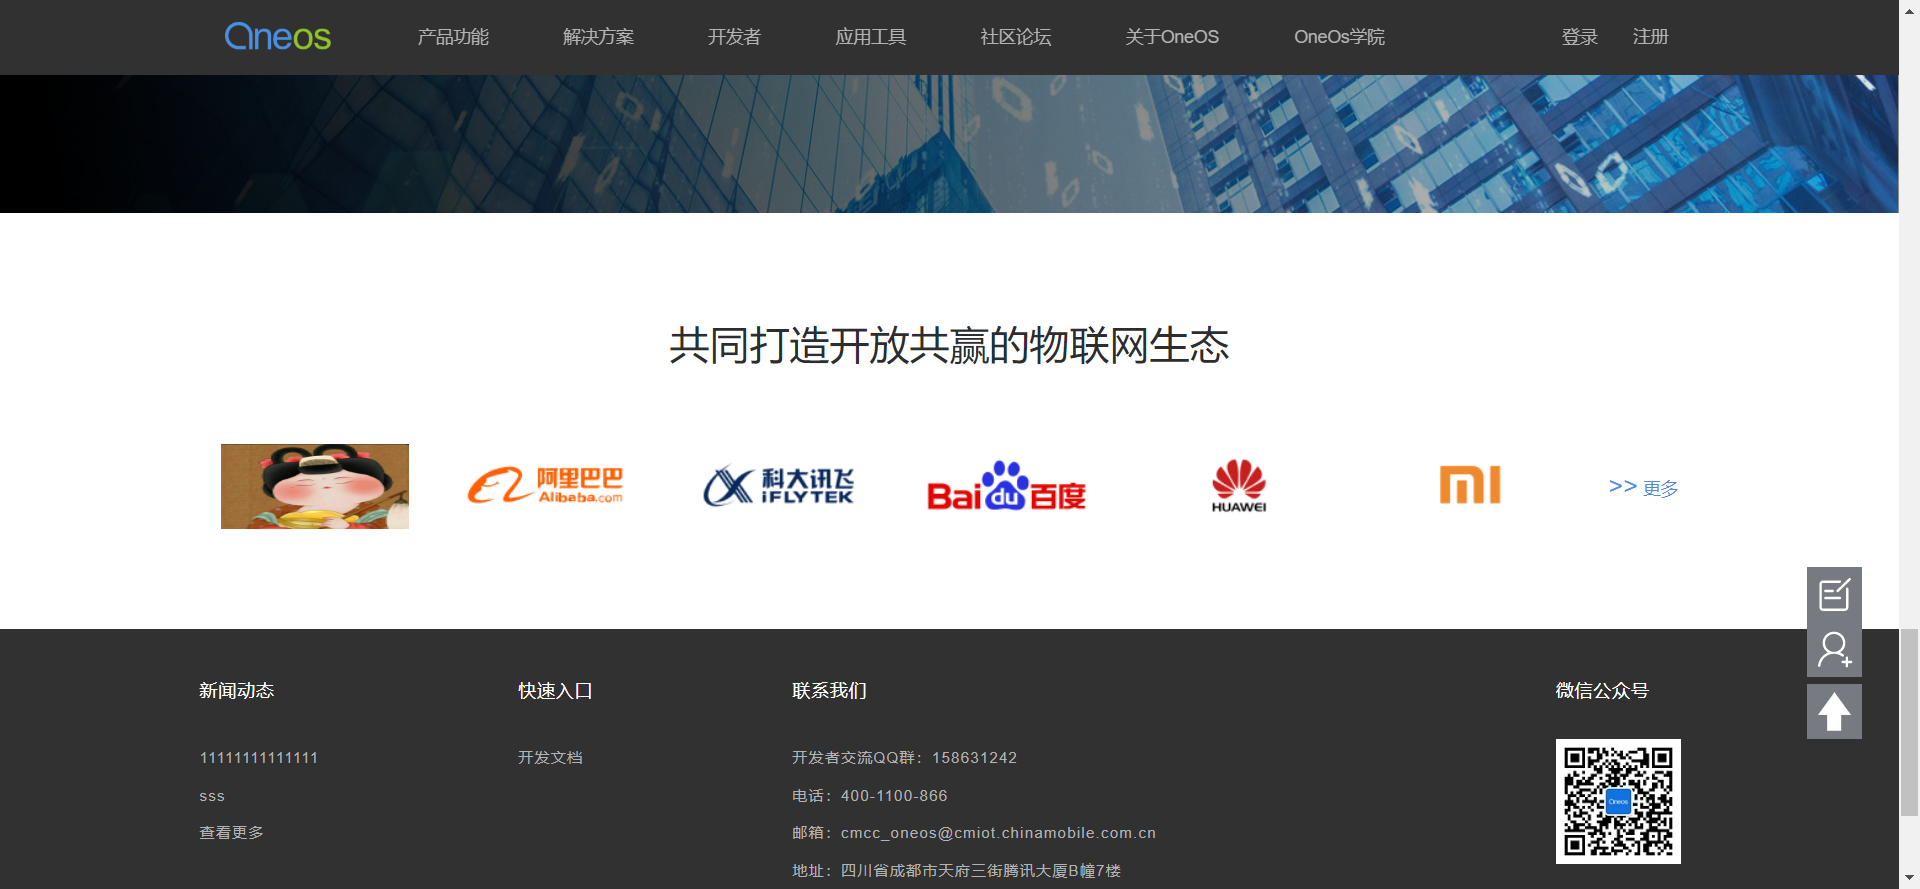 Oneos 产品功能 解决方案 开发者 应用工具 社区论坛 关于OneOS OneOs学院 登录 注册
共同打造开放共赢的物联网生态
阿里巴巴
Alibaba.com
科大讯飞
iFLYTEK
Bai du 百度
HUAWEI
mi
>> 更多
新闻动态
11111111111111
sss
查看更多
快速入口
开发文档
联系我们
开发者交流QQ群：158631242
电话：400-1100-866
邮箱：cmcc_oneos@cmiot.chinamobile.com.cn
地址：四川省成都市天府三街腾讯大厦B幢7楼
微信公众号
Oneos